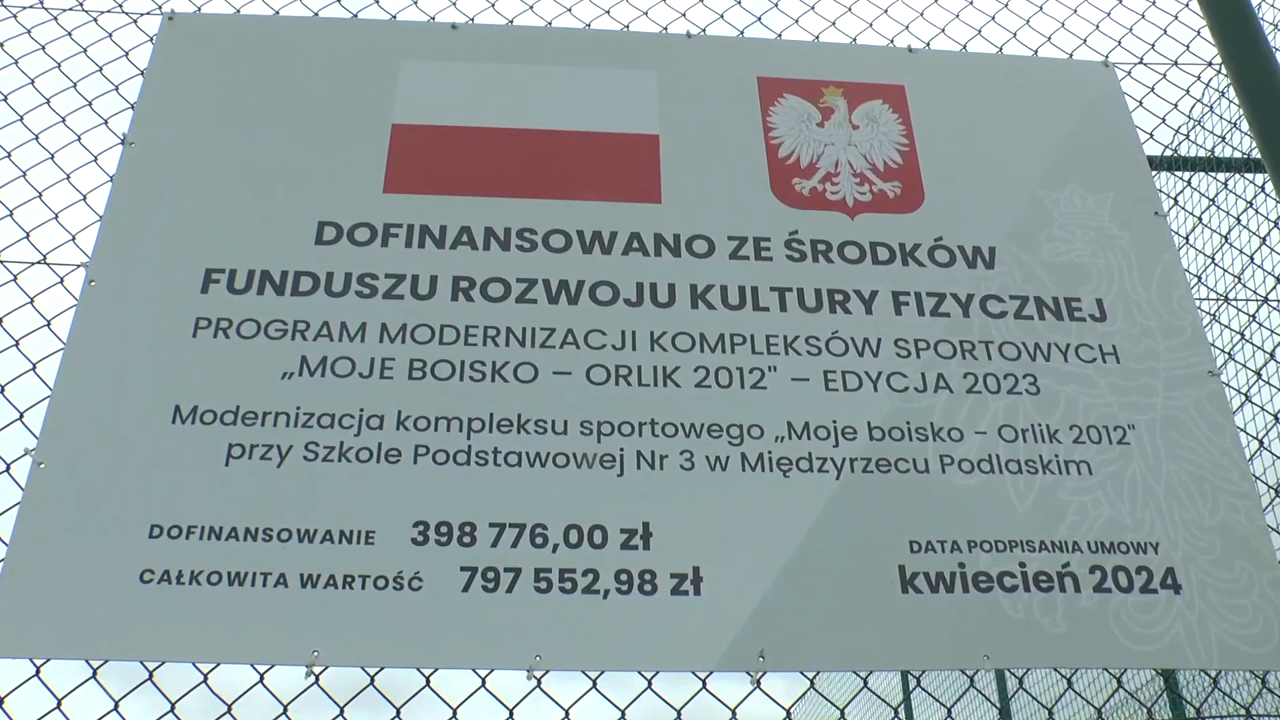 DOFINANSOWANO ZE ŚRODKÓW
FUNDUSZU ROZWOJU KULTURY FIZYCZNEJ
PROGRAM MODERNIZACJI KOMPLEKSÓW SPORTOWYCH
„MOJE BOISKO – ORLIK 2012" – EDYCJA 2023
Modernizacja kompleksu sportowego „Moje boisko - Orlik 2012"
przy Szkole Podstawowej Nr 3 w Międzyrzecu Podlaskim
DOFINANSOWANIE 398 776,00 zł
CAŁKOWITA WARTOŚĆ 797 552,98 zł
DATA PODPISANIA UMOWY
kwiecień 2024